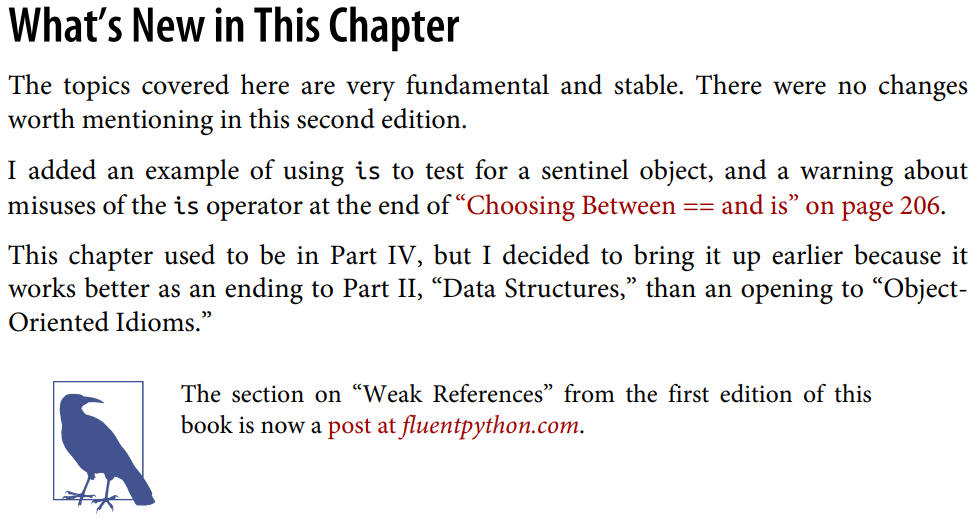 What’s New in This Chapter
The topics covered here are very fundamental and stable. There were no changes
worth mentioning in this second edition.
I added an example of using is to test for a sentinel object, and a warning about
misuses of the is operator at the end of “Choosing Between == and is” on page 206.
This chapter used to be in Part IV, but I decided to bring it up earlier because it
works better as an ending to Part II, “Data Structures,” than an opening to “Object-
Oriented Idioms.”
The section on “Weak References” from the first edition of this
book is now a post at fluentpython.com.